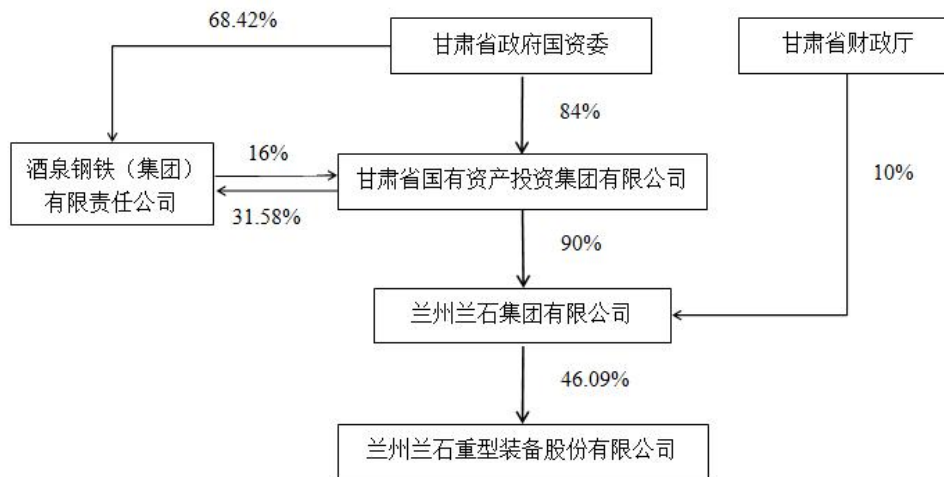 68.42%
甘肃省政府国资委
甘肃省财政厅
84%
酒泉钢铁（集团）
有限责任公司
16%
31.58%
甘肃省国有资产投资集团有限公司
10%
90%
兰州兰石集团有限公司
46.09%
兰州兰石重型装备股份有限公司